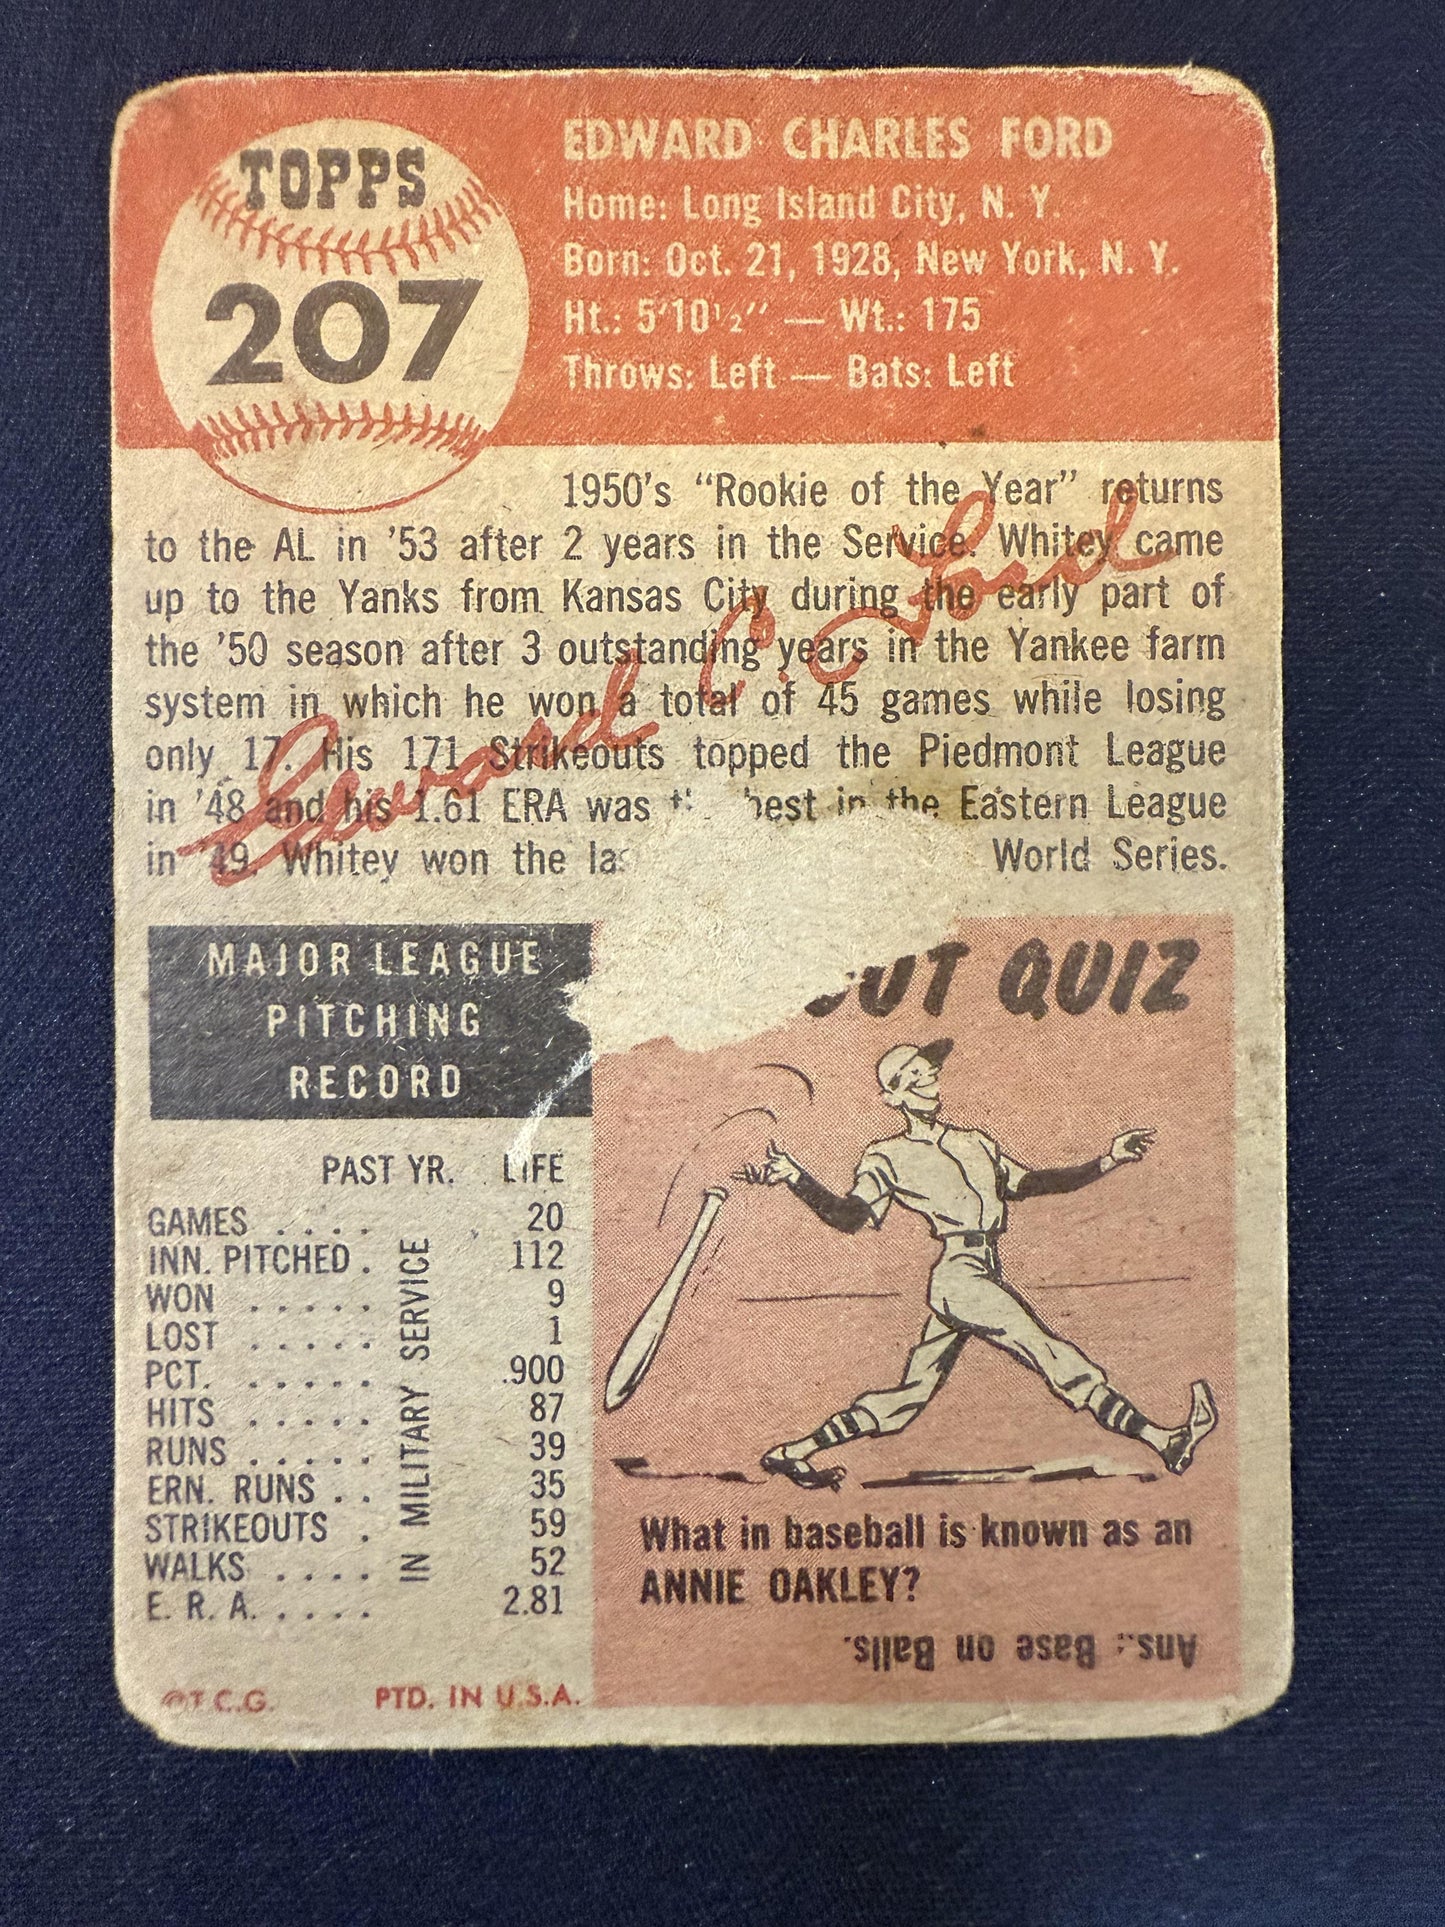 TOPPS
207
EDWARD CHARLES FORD
Home: Long Island City, N. Y.
Born: Oct. 21, 1928, New York, N. Y.
Ht.: 5'10½" — Wt.: 175
Throws: Left — Bats: Left
1950's "Rookie of the Year" returns
to the AL in '53 after 2 years in the Service. Whitey came
up to the Yanks from Kansas City during the early part of
the '50 season after 3 outstanding years in the Yankee farm
system in which he won a total of 45 games while losing
only 17. His 171 Strikeouts topped the Piedmont League
in '48 and his 1.61 ERA was best in the Eastern League
in '49. Whitey won the World Series.
Edward C. Ford
MAJOR LEAGUE
PITCHING
RECORD
PAST YR. LIFE
GAMES . . . . 20
INN. PITCHED . 112
WON . . . . . 9
LOST . . . . . 1
PCT. . . . . . .900
HITS . . . . . 87
RUNS . . . . . 39
ERN. RUNS . . 35
STRIKEOUTS . 59
WALKS . . . . 52
E. R. A. . . . . 2.81
IN MILITARY SERVICE
©T.C.G. PTD. IN U.S.A.
QUIZ
What in baseball is known as an
ANNIE OAKLEY?
Ans.: Base on Balls.